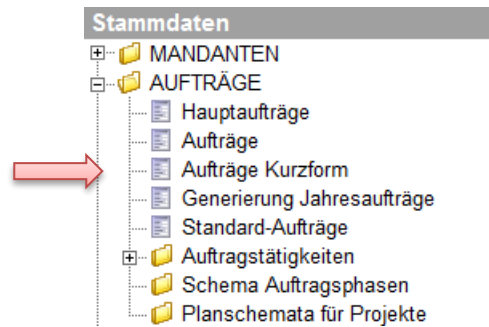 Stammdaten
MANDANTEN
AUFTRÄGE
Hauptaufträge
Aufträge
Aufträge Kurzform
Generierung Jahresaufträge
Standard-Aufträge
Auftragstätigkeiten
Schema Auftragsphasen
Planschemata für Projekte